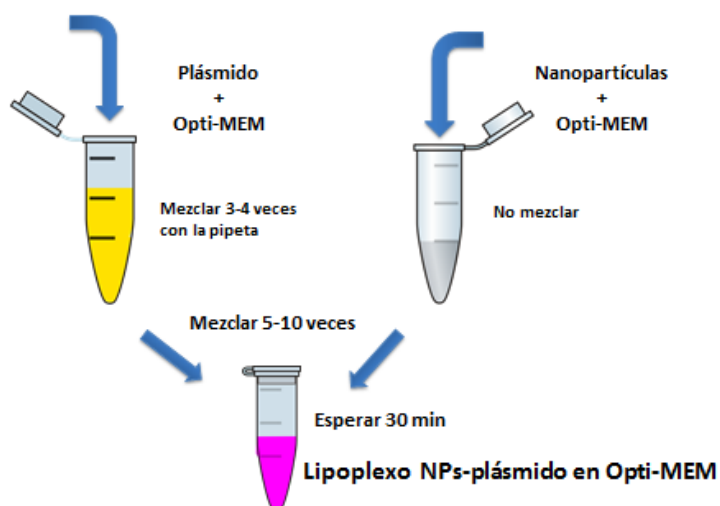 Plásmido
+
Opti-MEM
Nanopartículas
+
Opti-MEM
Mezclar 3-4 veces
con la pipeta
No mezclar
Mezclar 5-10 veces
Esperar 30 min
Lipoplexo NPs-plásmido en Opti-MEM